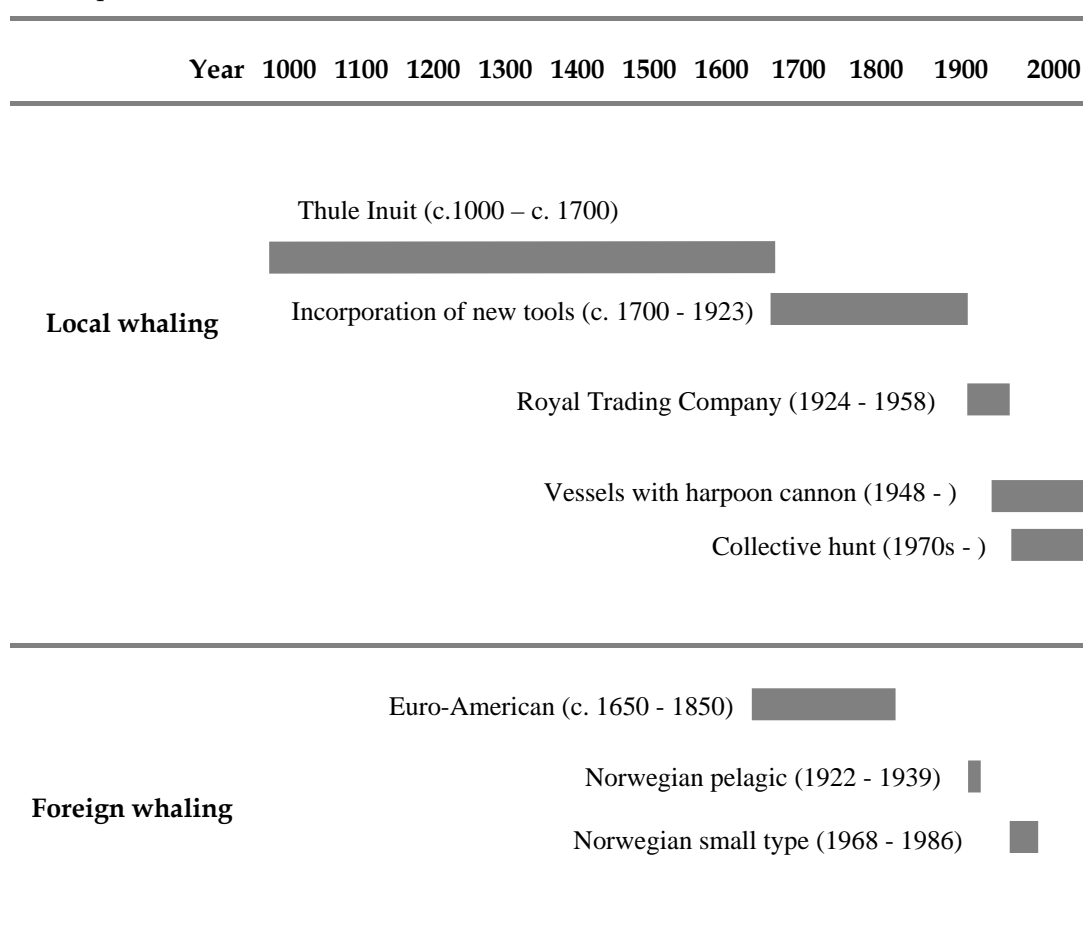 Year 1000 1100 1200 1300 1400 1500 1600 1700 1800 1900 2000
Thule Inuit (c.1000 – c. 1700)
Local whaling
Incorporation of new tools (c. 1700 - 1923)
Royal Trading Company (1924 - 1958)
Vessels with harpoon cannon (1948 - )
Collective hunt (1970s - )
Euro-American (c. 1650 - 1850)
Norwegian pelagic (1922 - 1939)
Foreign whaling
Norwegian small type (1968 - 1986)